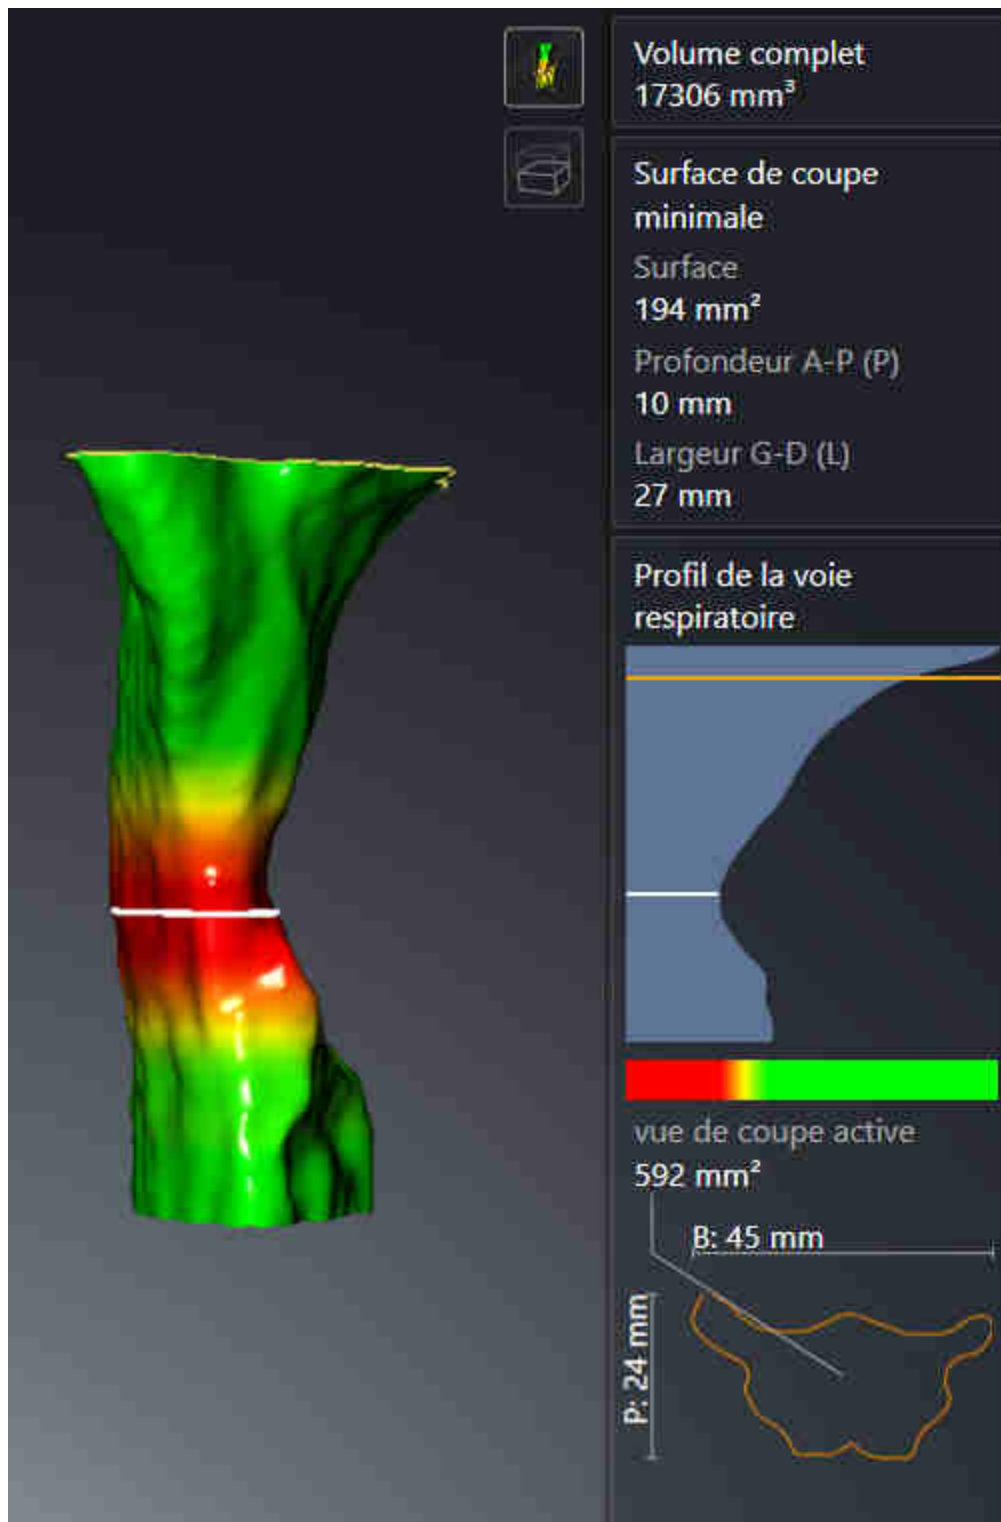 Volume complet
17306 mm³
Surface de coupe
minimale
Surface
194 mm²
Profondeur A-P (P)
10 mm
Largeur G-D (L)
27 mm
Profil de la voie
respiratoire
vue de coupe active
592 mm²
B: 45 mm
P: 24 mm